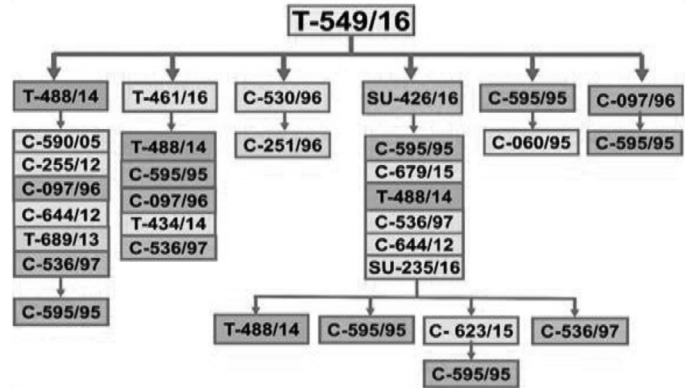 T-549/16
T-488/14
T-461/16
C-530/96
SU-426/16
C-595/95
C-097/96
C-590/05
C-255/12
C-097/96
C-644/12
T-689/13
C-536/97
C-595/95
T-488/14
C-595/95
C-097/96
T-434/14
C-536/97
C-251/96
C-595/95
C-679/15
T-488/14
C-536/97
C-644/12
SU-235/16
C-060/95
C-595/95
T-488/14
C-595/95
C- 623/15
C-536/97
C-595/95